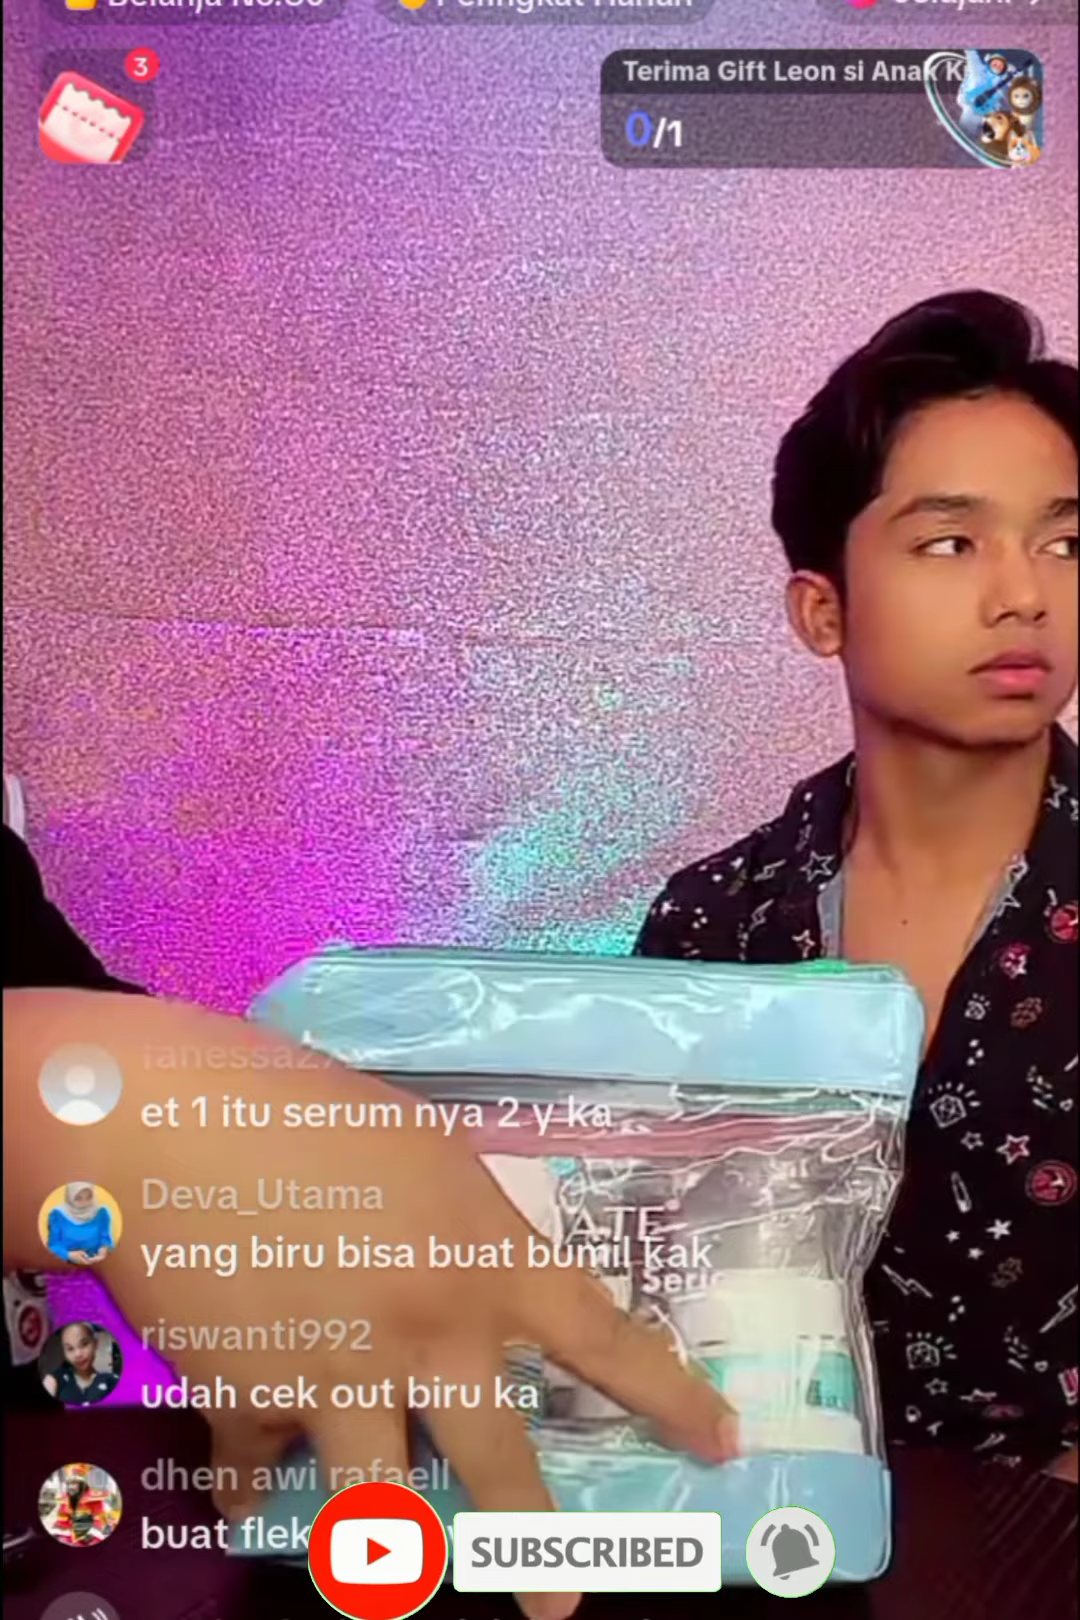 3
Terima Gift Leon si Anak K
0/1
et 1 itu serum nya 2 y ka
Deva_Utama
yang biru bisa buat bumil kak
riswanti992
udah cek out biru ka
dhen awi rafaell
buat flek
SUBSCRIBED